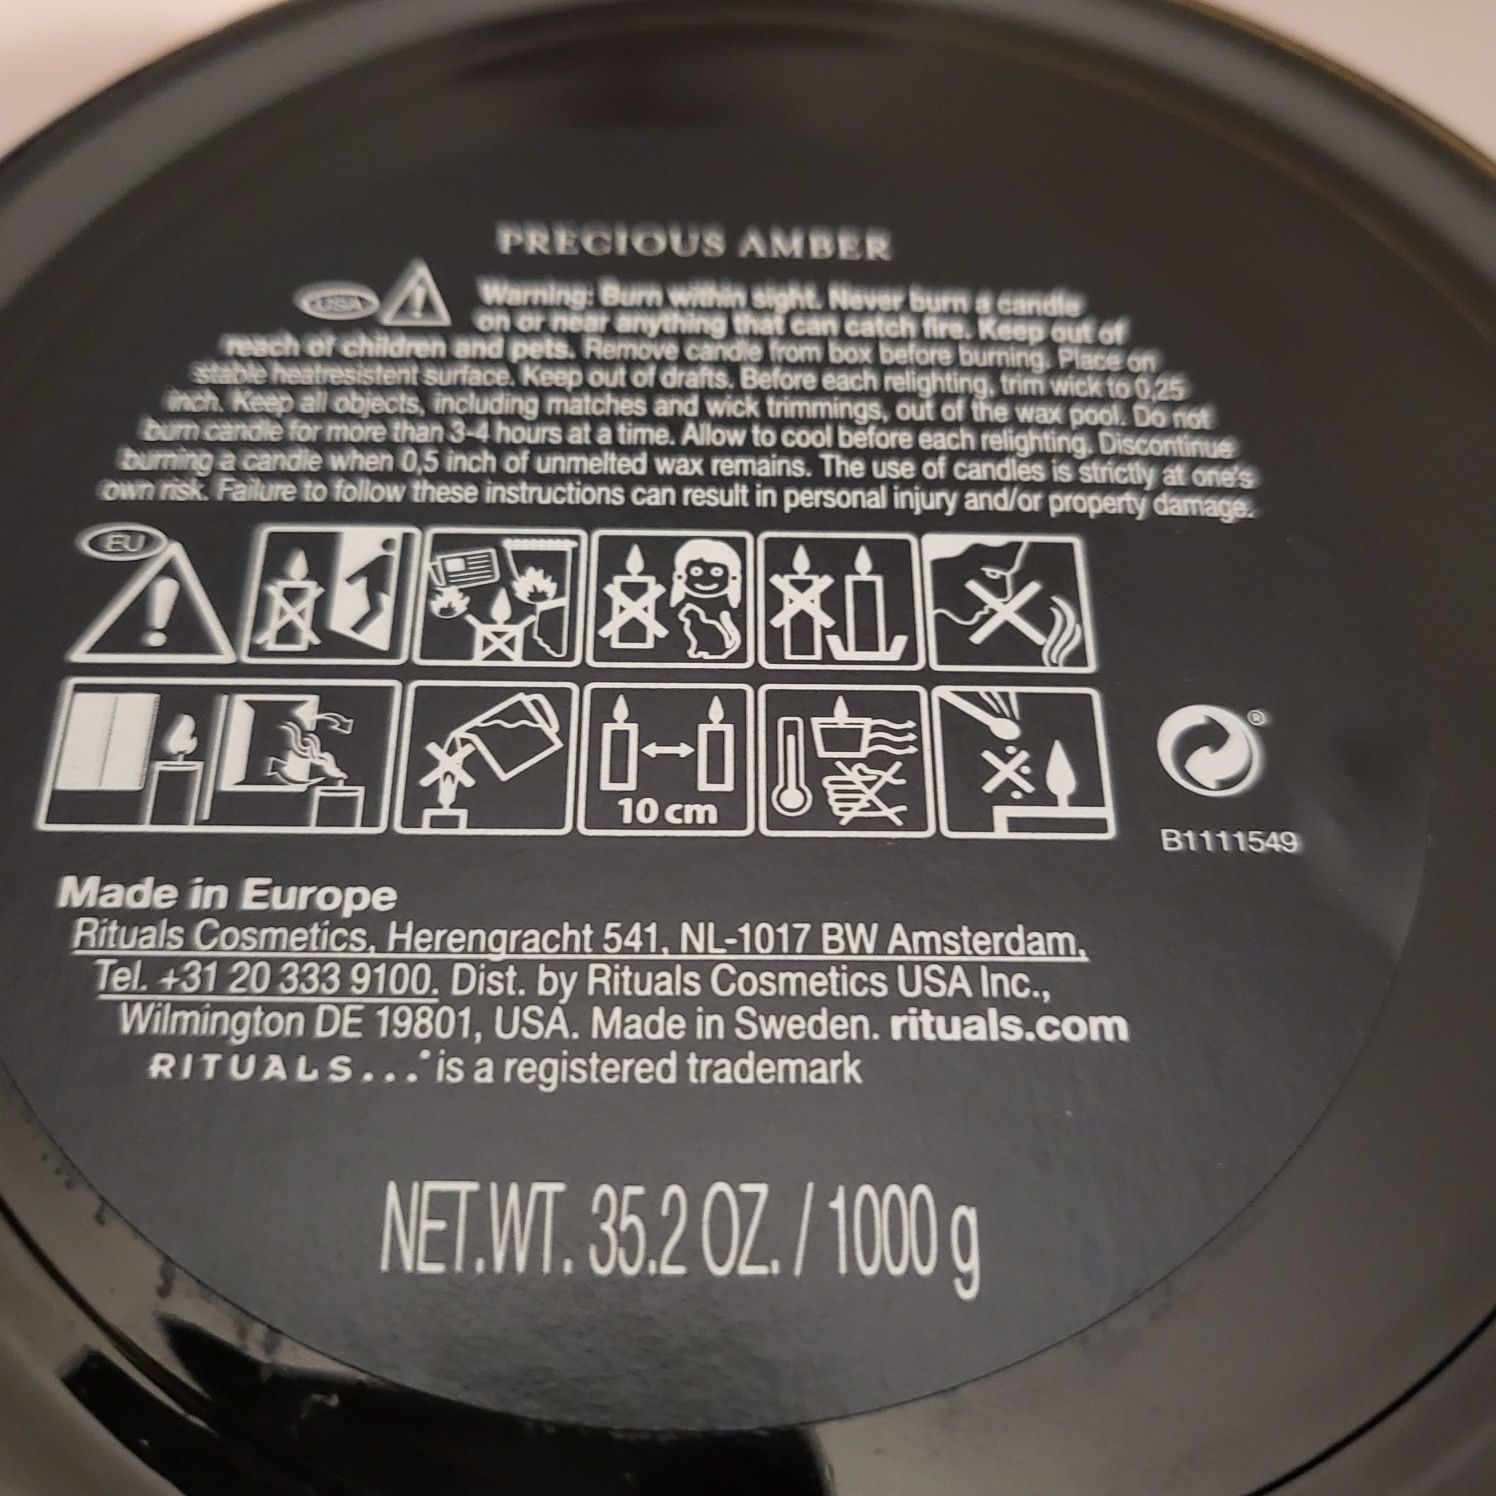 PRECIOUS AMBER
USA
Warning: Burn within sight. Never burn a candle
on or near anything that can catch fire. Keep out of
reach of children and pets. Remove candle from box before burning. Place on
stable heatresistent surface. Keep out of drafts. Before each relighting, trim wick to 0,25
inch. Keep all objects, including matches and wick trimmings, out of the wax pool. Do not
burn candle for more than 3-4 hours at a time. Allow to cool before each relighting. Discontinue
burning a candle when 0,5 inch of unmelted wax remains. The use of candles is strictly at one's
own risk. Failure to follow these instructions can result in personal injury and/or property damage.
EU
10 cm
®
B1111549
Made in Europe
Rituals Cosmetics, Herengracht 541, NL-1017 BW Amsterdam,
Tel. +31 20 333 9100. Dist. by Rituals Cosmetics USA Inc.,
Wilmington DE 19801, USA. Made in Sweden. rituals.com
RITUALS... is a registered trademark
NET.WT. 35.2 OZ. / 1000 g